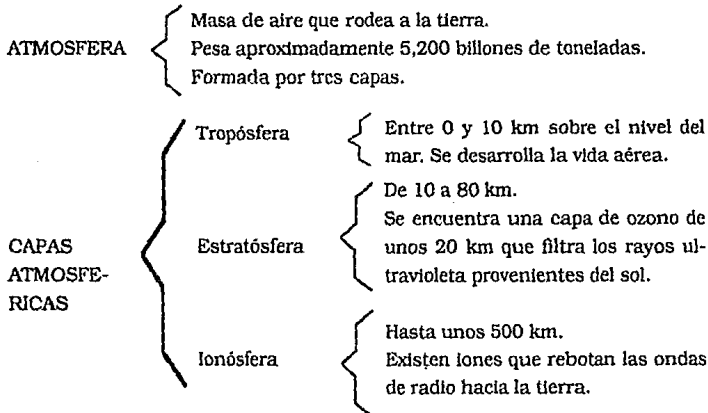 Masa de aire que rodea a la tierra.
ATMOSFERA
Pesa aproximadamente 5,200 billones de toneladas.
Formada por tres capas.
CAPAS
ATMOSFE-
RICAS
Tropósfera
Entre 0 y 10 km sobre el nivel del
mar. Se desarrolla la vida aérea.
Estratósfera
De 10 a 80 km.
Se encuentra una capa de ozono de
unos 20 km que filtra los rayos ul-
travioleta provenientes del sol.
Ionósfera
Hasta unos 500 km.
Existen iones que rebotan las ondas
de radio hacia la tierra.